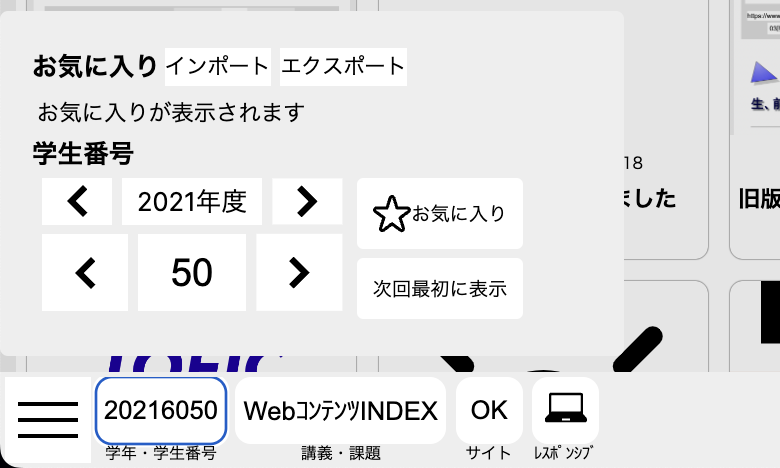 https://www
お気に入り インポート エクスポート
お気に入りが表示されます
学生番号
生、
18
2021年度
お気に入り
ました
旧版
50
次回最初に表示
TOEIC
20216050 WebｺﾝﾃﾝﾂINDEX OK
学年・学生番号 講義・課題 サイト ﾚｽﾎﾟﾝｼﾌﾞ